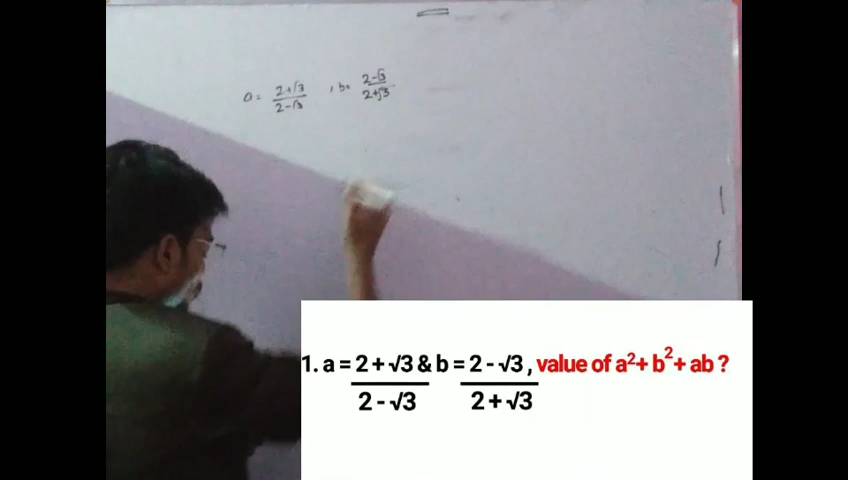 a = 2+√3 , b = 2-√3
2-√3 2+√3
1. a = 2 + √3 & b = 2 - √3 , value of a²+ b²+ ab ?
2 - √3 2 + √3